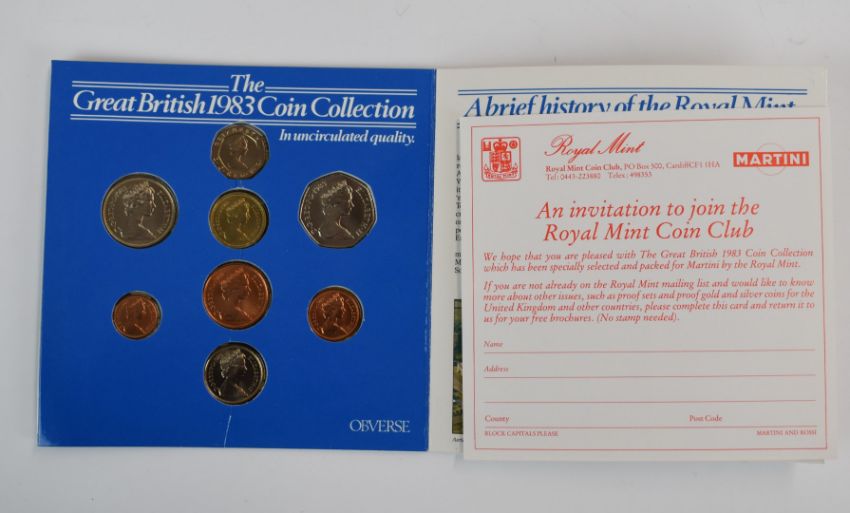 The
Great British 1983 Coin Collection
In uncirculated quality.
OBVERSE
A brief history of the Royal Mint
Royal Mint
Royal Mint Coin Club, PO Box 500, Cardiff CF1 1HA
Tel: 0443-223880 Telex: 498353
MARTINI
An invitation to join the
Royal Mint Coin Club
We hope that you are pleased with The Great British 1983 Coin Collection
which has been specially selected and packed for Martini by the Royal Mint.
If you are not already on the Royal Mint mailing list and would like to know
more about other issues, such as proof sets and proof gold and silver coins for the
United Kingdom and other countries, please complete this card and return it to
us for your free brochures. (No stamp needed).
Name
Address
County Post Code
BLOCK CAPITALS PLEASE MARTINI AND ROSSI